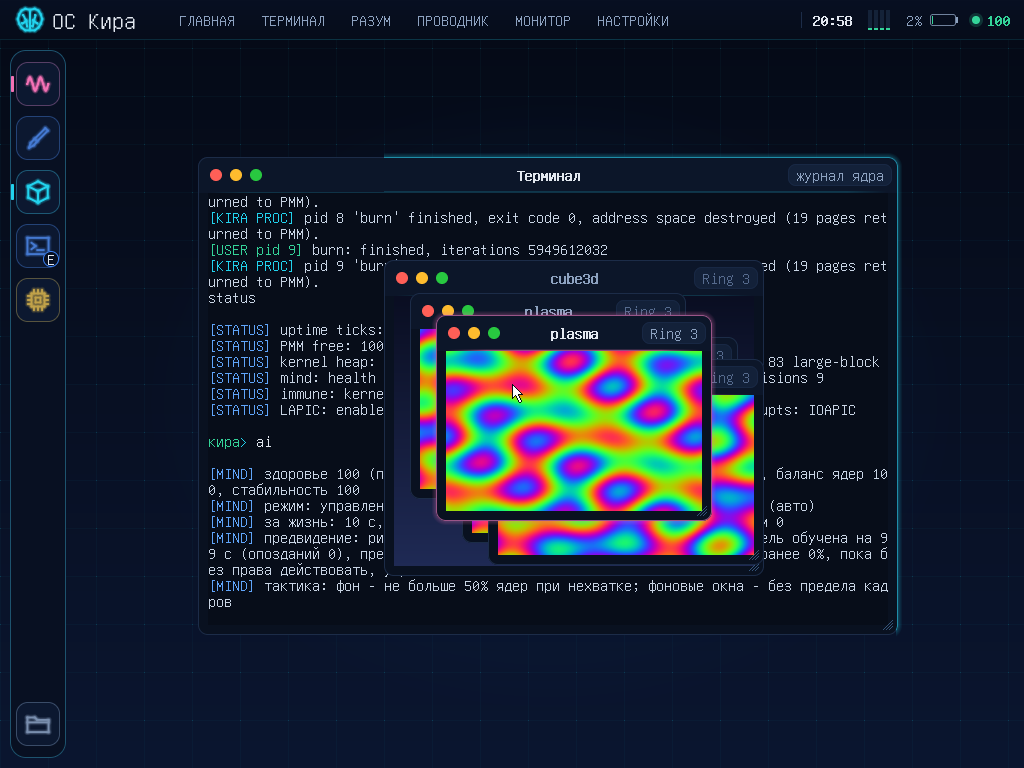 ОС Кира ГЛАВНАЯ ТЕРМИНАЛ РАЗУМ ПРОВОДНИК МОНИТОР НАСТРОЙКИ 20:58 2% 100
Терминал журнал ядра
urned to PMM).
[KIRA PROC] pid 8 'burn' finished, exit code 0, address space destroyed (19 pages ret
urned to PMM).
[USER pid 9] burn: finished, iterations 5949612032
[KIRA PROC] pid 9 'bur ed (19 pages ret
urned to PMM).
cube3d Ring 3
status
plasma Ring 3
[STATUS] uptime ticks:
plasma Ring 3
[STATUS] PMM free: 100
3
[STATUS] kernel heap: 83 large-block
[STATUS] mind: health isions 9
ing 3
[STATUS] immune: kerne
[STATUS] LAPIC: enable upts: IOAPIC
кира> ai
[MIND] здоровье 100 (п , баланс ядер 10
0, стабильность 100
[MIND] режим: управлен (авто)
[MIND] за жизнь: 10 с, 0
[MIND] предвидение: ри ель обучена на 9
9 с (опозданий 0), пре ранее 0%, пока б
ез права действовать,
[MIND] тактика: фон - не больше 50% ядер при нехватке; фоновые окна - без предела кад
ров
E